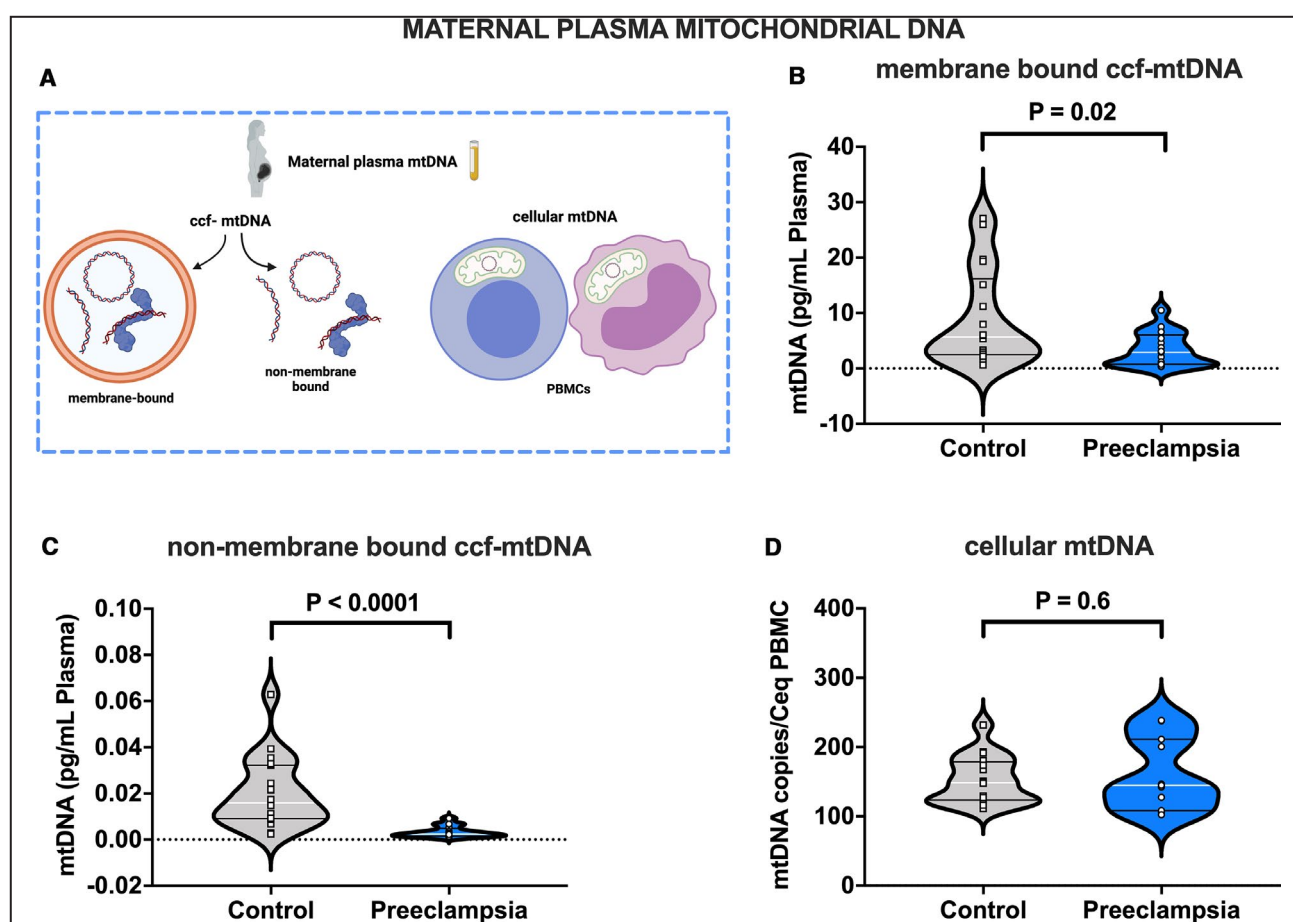 MATERNAL PLASMA MITOCHONDRIAL DNA
A
Maternal plasma mtDNA
ccf- mtDNA
cellular mtDNA
membrane-bound
non-membrane
bound
PBMCs
B
membrane bound ccf-mtDNA
P = 0.02
mtDNA (pg/mL Plasma)
40
30
20
10
0
-10
Control
Preeclampsia
C
non-membrane bound ccf-mtDNA
P < 0.0001
mtDNA (pg/mL Plasma)
0.10
0.08
0.06
0.04
0.02
0.00
-0.02
Control
Preeclampsia
D
cellular mtDNA
P = 0.6
mtDNA copies/Ceq PBMC
400
300
200
100
0
Control
Preeclampsia